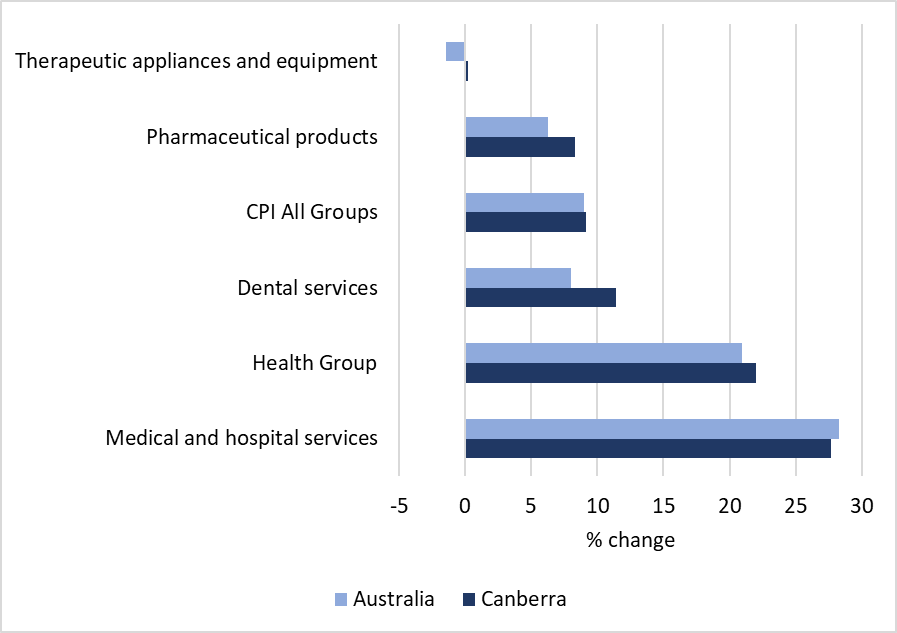 Therapeutic appliances and equipment
Pharmaceutical products
CPI All Groups
Dental services
Health Group
Medical and hospital services
-5 0 5 10 15 20 25 30
% change
Australia Canberra